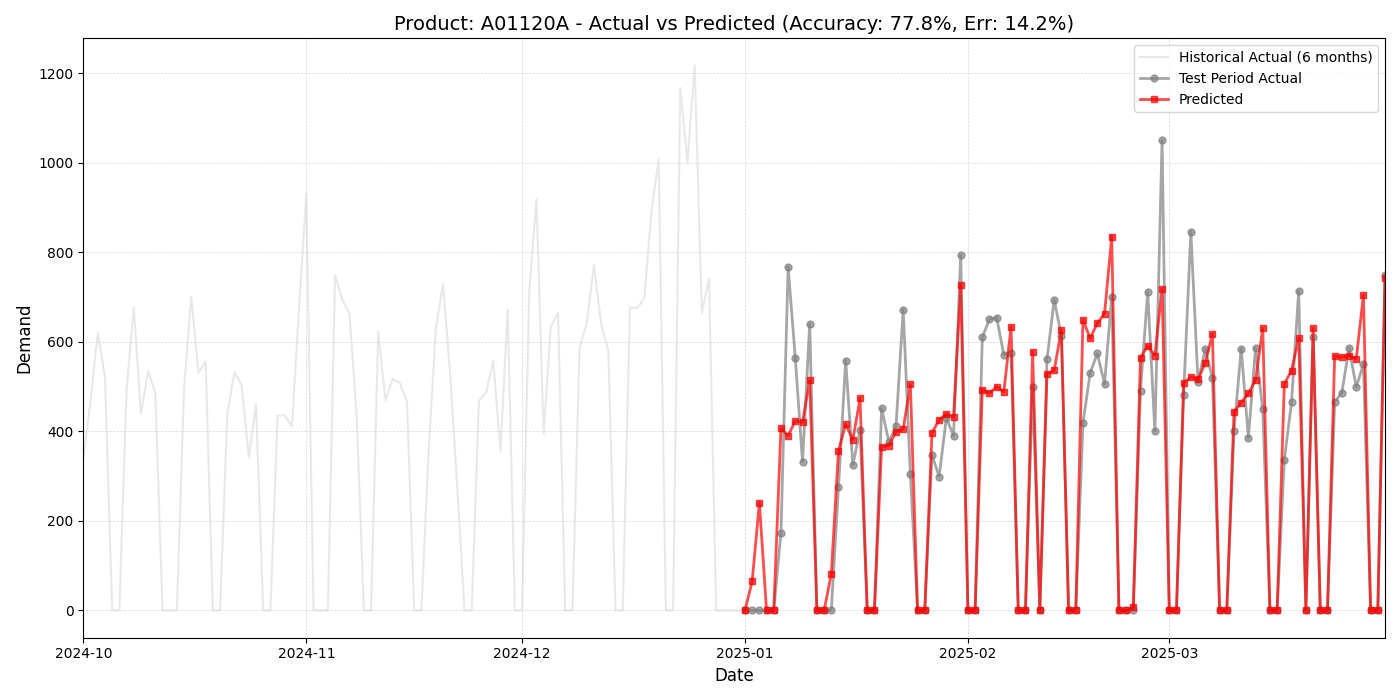 Product: A01120A - Actual vs Predicted (Accuracy: 77.8%, Err: 14.2%)
Historical Actual (6 months)
Test Period Actual
Predicted
Demand
1200
1000
800
600
400
200
0
2024-10
2024-11
2024-12
2025-01
2025-02
2025-03
Date